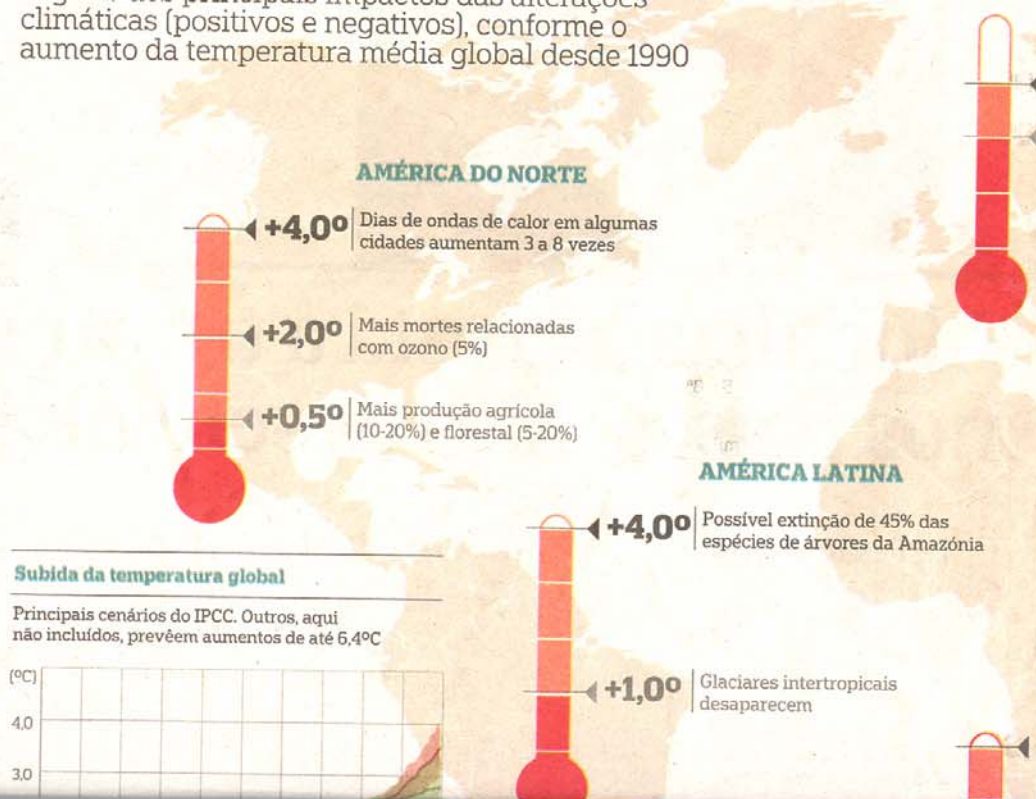 climáticas (positivos e negativos), conforme o
aumento da temperatura média global desde 1990
AMÉRICA DO NORTE
+4,0º
Dias de ondas de calor em algumas
cidades aumentam 3 a 8 vezes
+2,0º
Mais mortes relacionadas
com ozono (5%)
+0,5º
Mais produção agrícola
(10-20%) e florestal (5-20%)
AMÉRICA LATINA
+4,0º
Possível extinção de 45% das
espécies de árvores da Amazónia
+1,0º
Glaciares intertropicais
desaparecem
Subida da temperatura global
Principais cenários do IPCC. Outros, aqui
não incluídos, prevêem aumentos de até 6,4ºC
(ºC)
4,0
3,0